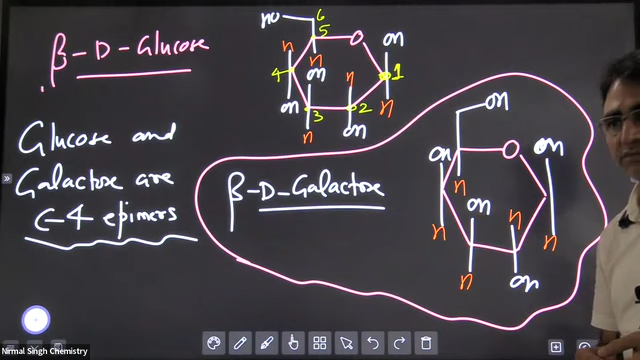 β-D-Glucose
HO
6
5
O
H
OH
H
4
H
OH
1
OH
H
OH
3
2
H
H
OH
Glucose and
Galactose are
C-4 epimers
β-D-Galactose
OH
OH
O
OH
H
OH
H
H
H
H
OH
Nirmal Singh Chemistry